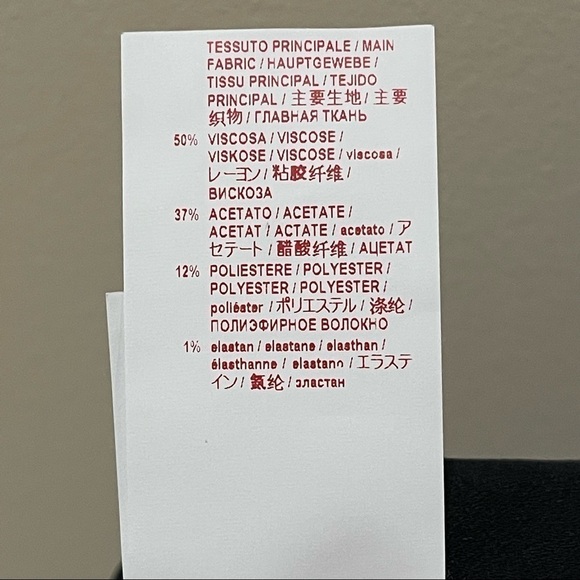 TESSUTO PRINCIPALE / MAIN
FABRIC / HAUPTGEWEBE /
TISSU PRINCIPAL / TEJIDO
PRINCIPAL / 主要生地 / 主要
织物 / ГЛАВНАЯ ТКАНЬ
50% VISCOSA / VISCOSE /
VISKOSE / VISCOSE / viscosa /
レーヨン / 粘胶纤维 /
ВИСКОЗА
37% ACETATO / ACETATE /
ACETAT / ACTATE / acetato / ア
セテート / 醋酸纤维 / АЦЕТАТ
12% POLIESTERE / POLYESTER /
POLYESTER / POLYESTER /
poliéster / ポリエステル / 涤纶 /
ПОЛИЭФИРНОЕ ВОЛОКНО
1% elastan / elastane / elasthan /
élasthanne / elastano / エラステ
イン / 氨纶 / эластан